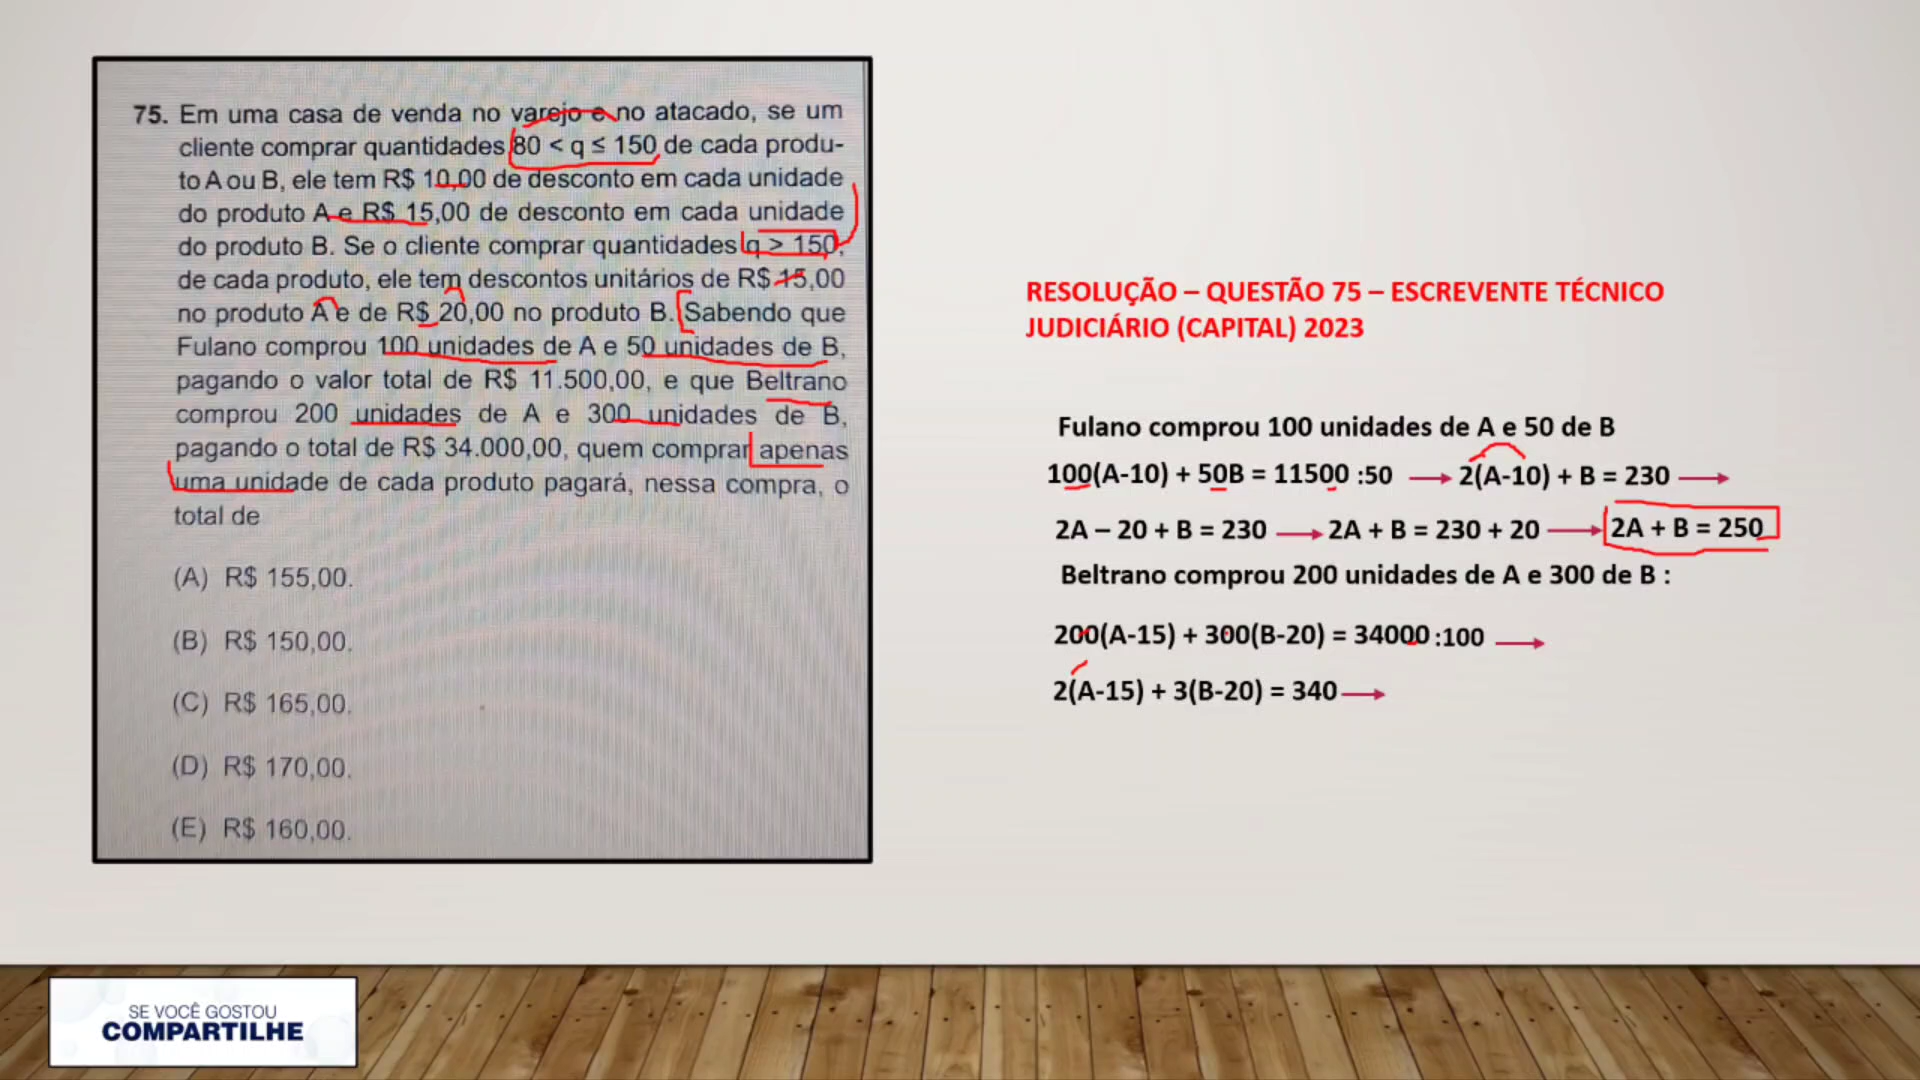 75. Em uma casa de venda no varejo e no atacado, se um
cliente comprar quantidades 80 < q ≤ 150 de cada produ-
to A ou B, ele tem R$ 10,00 de desconto em cada unidade
do produto A e R$ 15,00 de desconto em cada unidade
do produto B. Se o cliente comprar quantidades q > 150,
de cada produto, ele tem descontos unitários de R$ 15,00
no produto A e de R$ 20,00 no produto B. Sabendo que
Fulano comprou 100 unidades de A e 50 unidades de B,
pagando o valor total de R$ 11.500,00, e que Beltrano
comprou 200 unidades de A e 300 unidades de B,
pagando o total de R$ 34.000,00, quem comprar apenas
uma unidade de cada produto pagará, nessa compra, o
total de
(A) R$ 155,00.
(B) R$ 150,00.
(C) R$ 165,00.
(D) R$ 170,00.
(E) R$ 160,00.
RESOLUÇÃO – QUESTÃO 75 – ESCREVENTE TÉCNICO
JUDICIÁRIO (CAPITAL) 2023
Fulano comprou 100 unidades de A e 50 de B
100(A-10) + 50B = 11500 :50 → 2(A-10) + B = 230 →
2A – 20 + B = 230 → 2A + B = 230 + 20 → 2A + B = 250
Beltrano comprou 200 unidades de A e 300 de B :
200(A-15) + 300(B-20) = 34000 :100 →
2(A-15) + 3(B-20) = 340 →
SE VOCÊ GOSTOU
COMPARTILHE